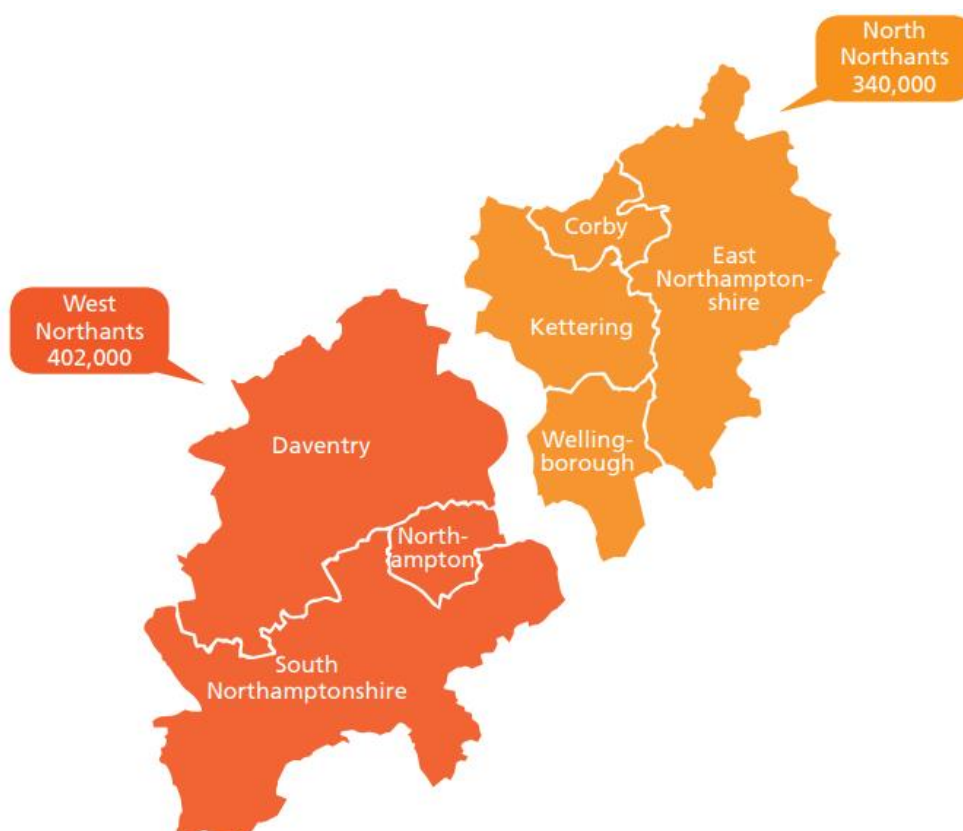 North
Northants
340,000
Corby
East
Northampton-
shire
Kettering
West
Northants
402,000
Daventry
Welling-
borough
North-
ampton
South
Northamptonshire